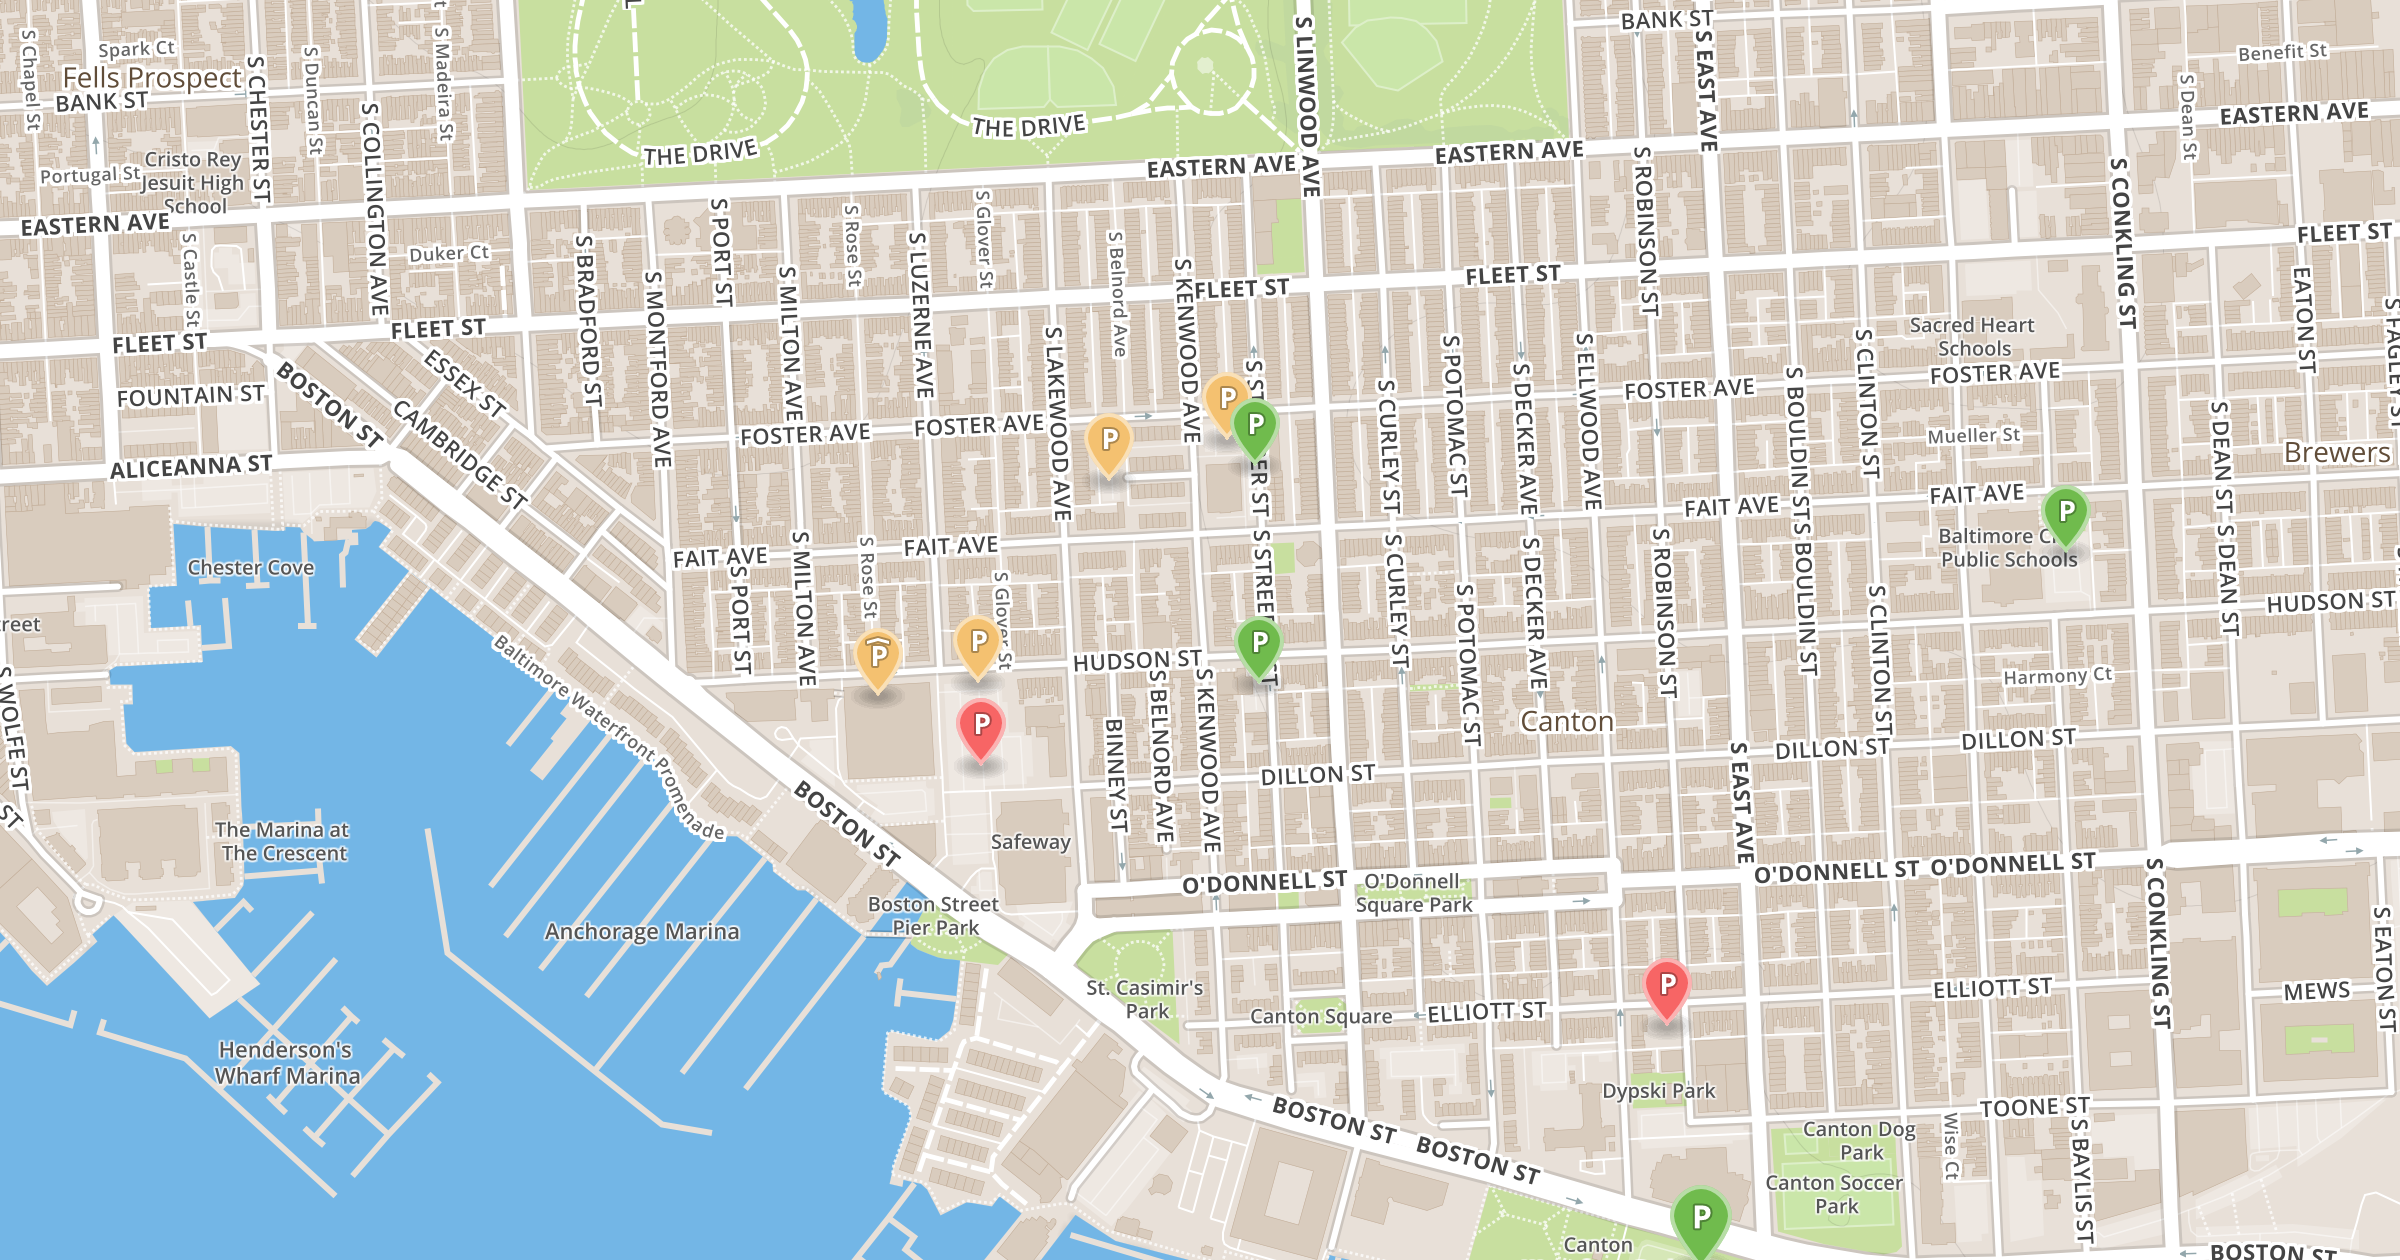 BANK ST
S Chapel St
Spark Ct
Fells Prospect
BANK ST
S CHESTER ST
S Duncan St
S COLLINGTON AVE
S Madeira St
THE DRIVE
THE DRIVE
S LINWOOD AVE
S EAST AVE
Benefit St
S Dean St
EASTERN AVE
EASTERN AVE
EASTERN AVE
Cristo Rey
Jesuit High
School
Portugal St
EASTERN AVE
S Castle St
Duker Ct
S BRADFORD ST
S MONTFORD AVE
S PORT ST
S MILTON AVE
S Rose St
S LUZERNE AVE
S Glover St
S LAKEWOOD AVE
S Belnord Ave
S KENWOOD AVE
FLEET ST
FLEET ST
S ROBINSON ST
S CONKLING ST
FLEET ST
EATON ST
FLEET ST
FLEET ST
ESSEX ST
BOSTON ST
FOUNTAIN ST
CAMBRIDGE ST
ALICEANNA ST
FOSTER AVE
FOSTER AVE
P
P
P
S CURLEY ST
S POTOMAC ST
S DECKER AVE
S ELLWOOD AVE
FOSTER AVE
S BOULDIN ST
S CLINTON ST
Sacred Heart
Schools
FOSTER AVE
Mueller St
Brewers
S DEAN ST
FAIT AVE
FAIT AVE
FAIT AVE
FAIT AVE
P
Baltimore
Public Schools
Chester Cove
S PORT ST
S MILTON AVE
S Rose St
S Glover St
S CURLEY ST
S POTOMAC ST
S DECKER AVE
S ROBINSON ST
S BOULDIN ST
S CLINTON ST
S DEAN ST
HUDSON ST
HUDSON ST
P
P
P
P
Harmony Ct
Baltimore Waterfront Promenade
S WOLFE ST
ST
BINNEY ST
S BELNORD AVE
S KENWOOD AVE
Canton
DILLON ST
DILLON ST
DILLON ST
S EAST AVE
BOSTON ST
Safeway
The Marina at
The Crescent
O'DONNELL ST
O'DONNELL ST
O'DONNELL ST
O'Donnell
Square Park
Boston Street
Pier Park
Anchorage Marina
S CONKLING ST
S EATON ST
St. Casimir's
Park
Canton Square
ELLIOTT ST
P
ELLIOTT ST
MEWS
Henderson's
Wharf Marina
Dypski Park
BOSTON ST
BOSTON ST
TOONE ST
Canton Dog
Park
Wise Ct
S BAYLIS ST
Canton Soccer
Park
P
Canton
BOSTON ST